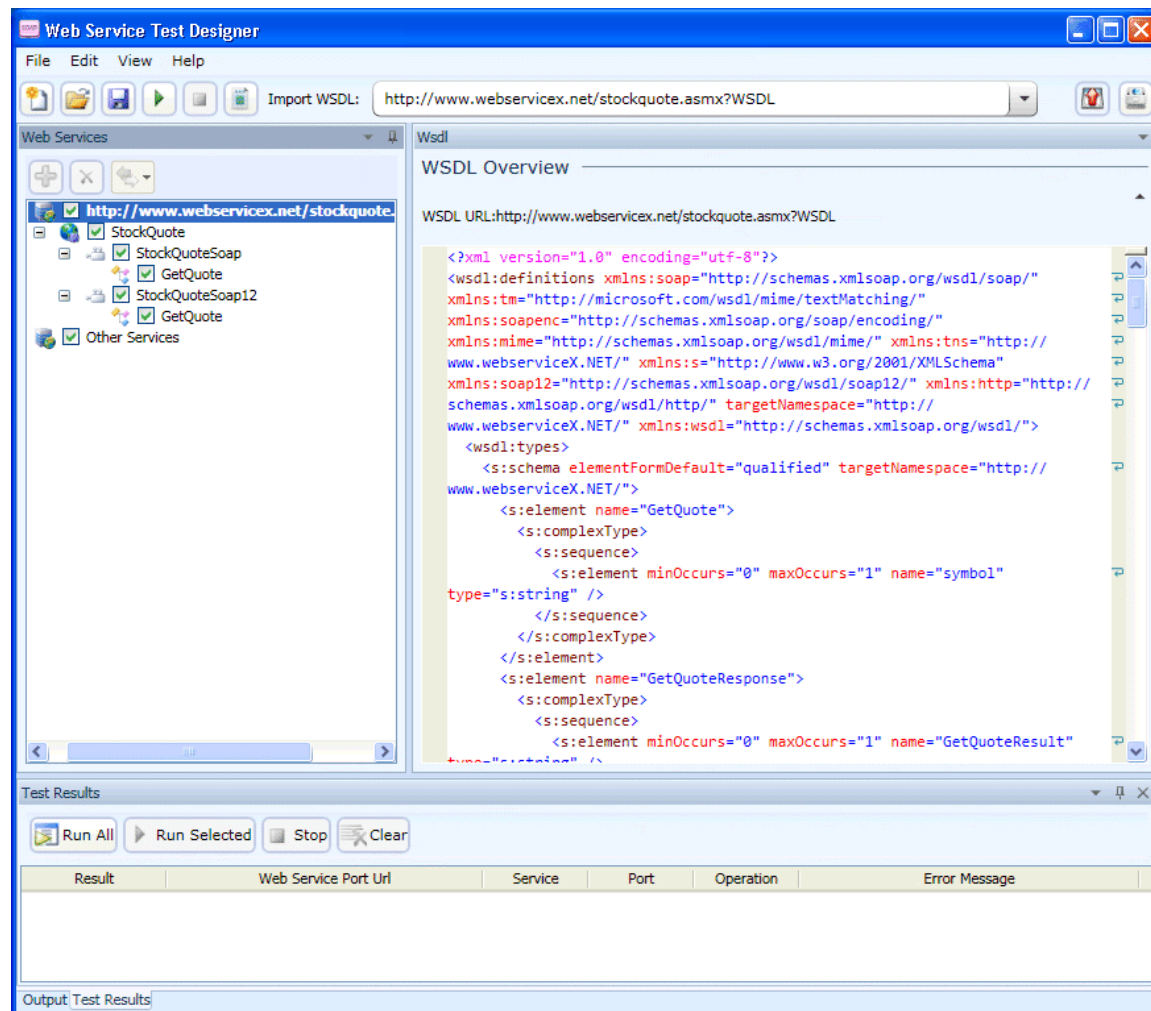 Web Service Test Designer
File Edit View Help
Import WSDL: http://www.webservicex.net/stockquote.asmx?WSDL
Web Services
http://www.webservicex.net/stockquote.
StockQuote
StockQuoteSoap
GetQuote
StockQuoteSoap12
GetQuote
Other Services
Wsdl
WSDL Overview
WSDL URL:http://www.webservicex.net/stockquote.asmx?WSDL
<?xml version="1.0" encoding="utf-8"?>
<wsdl:definitions xmlns:soap="http://schemas.xmlsoap.org/wsdl/soap/"
xmlns:tm="http://microsoft.com/wsdl/mime/textMatching/"
xmlns:soapenc="http://schemas.xmlsoap.org/soap/encoding/"
xmlns:mime="http://schemas.xmlsoap.org/wsdl/mime/" xmlns:tns="http://
www.webserviceX.NET/" xmlns:s="http://www.w3.org/2001/XMLSchema"
xmlns:soap12="http://schemas.xmlsoap.org/wsdl/soap12/" xmlns:http="http://
schemas.xmlsoap.org/wsdl/http/" targetNamespace="http://
www.webserviceX.NET/" xmlns:wsdl="http://schemas.xmlsoap.org/wsdl/">
<wsdl:types>
<s:schema elementFormDefault="qualified" targetNamespace="http://
www.webserviceX.NET/">
<s:element name="GetQuote">
<s:complexType>
<s:sequence>
<s:element minOccurs="0" maxOccurs="1" name="symbol"
type="s:string" />
</s:sequence>
</s:complexType>
</s:element>
<s:element name="GetQuoteResponse">
<s:complexType>
<s:sequence>
<s:element minOccurs="0" maxOccurs="1" name="GetQuoteResult"
type="s:string" />
Test Results
Run All Run Selected Stop Clear
Result Web Service Port Url Service Port Operation Error Message
Output Test Results